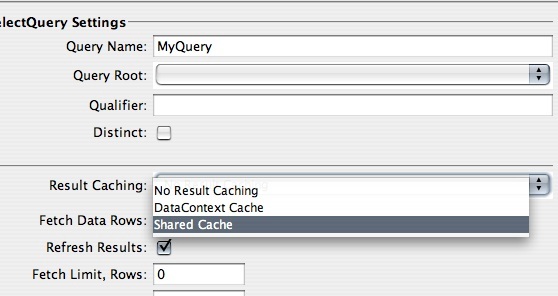 electQuery Settings
Query Name: MyQuery
Query Root:
Qualifier:
Distinct:
Result Caching:
No Result Caching
DataContext Cache
Shared Cache
Fetch Data Rows:
Refresh Results:
Fetch Limit, Rows: 0